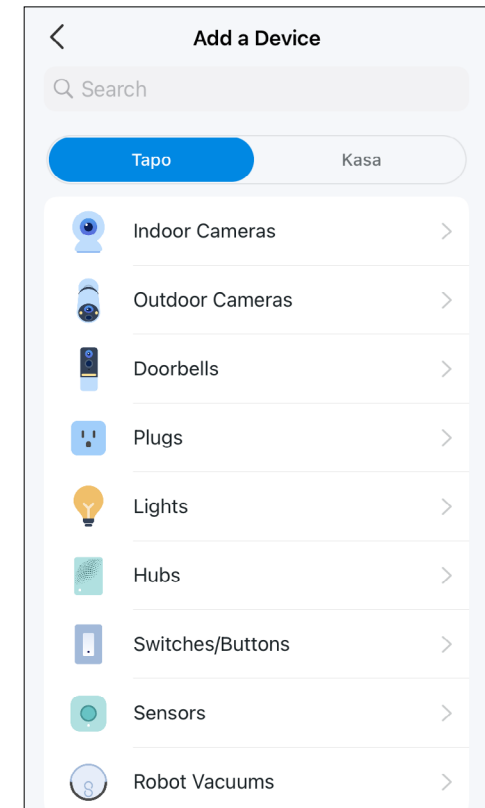 Add a Device
Search
Tapo
Kasa
Indoor Cameras
Outdoor Cameras
Doorbells
Plugs
Lights
Hubs
Switches/Buttons
Sensors
Robot Vacuums